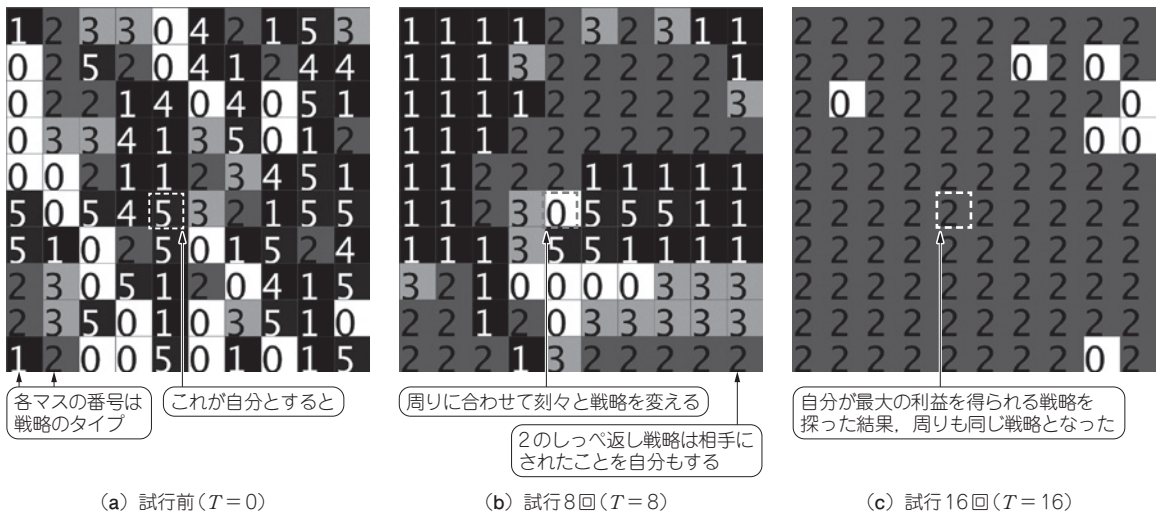 1 2 3 3 0 4 2 1 5 3
0 2 5 2 0 4 1 2 4 4
0 2 2 1 4 0 4 0 5 1
0 3 3 4 1 3 5 0 1 2
0 0 2 1 1 2 3 4 5 1
5 0 5 4 5 3 2 1 5 5
5 1 0 2 5 0 1 5 2 4
2 3 0 5 1 2 0 4 1 5
2 3 5 0 1 0 3 5 1 0
1 2 0 0 5 0 1 0 1 5
各マスの番号は
戦略のタイプ
これが自分とすると
(a) 試行前(T=0)
1 1 1 1 2 3 2 3 1 1
1 1 1 3 2 2 2 2 2 1
1 1 1 1 2 2 2 2 2 3
1 1 1 2 2 2 2 2 2 2
1 1 2 2 2 1 1 1 1 1
1 1 2 3 0 5 5 5 1 1
1 1 1 3 5 5 1 1 1 1
3 2 1 0 0 0 0 3 3 3
2 2 1 2 0 3 3 3 3 3
2 2 2 1 3 2 2 2 2 2
周りに合わせて刻々と戦略を変える
2のしっぺ返し戦略は相手に
されたことを自分もする
(b) 試行8回(T=8)
2 2 2 2 2 2 2 2 2 2
2 2 2 2 2 2 0 2 0 2
2 0 2 2 2 2 2 2 2 0
2 2 2 2 2 2 2 2 0 0
2 2 2 2 2 2 2 2 2 2
2 2 2 2 2 2 2 2 2 2
2 2 2 2 2 2 2 2 2 2
2 2 2 2 2 2 2 2 2 2
2 2 2 2 2 2 2 2 2 2
2 2 2 2 2 2 2 2 0 2
自分が最大の利益を得られる戦略を
探った結果，周りも同じ戦略となった
(c) 試行16回(T=16)